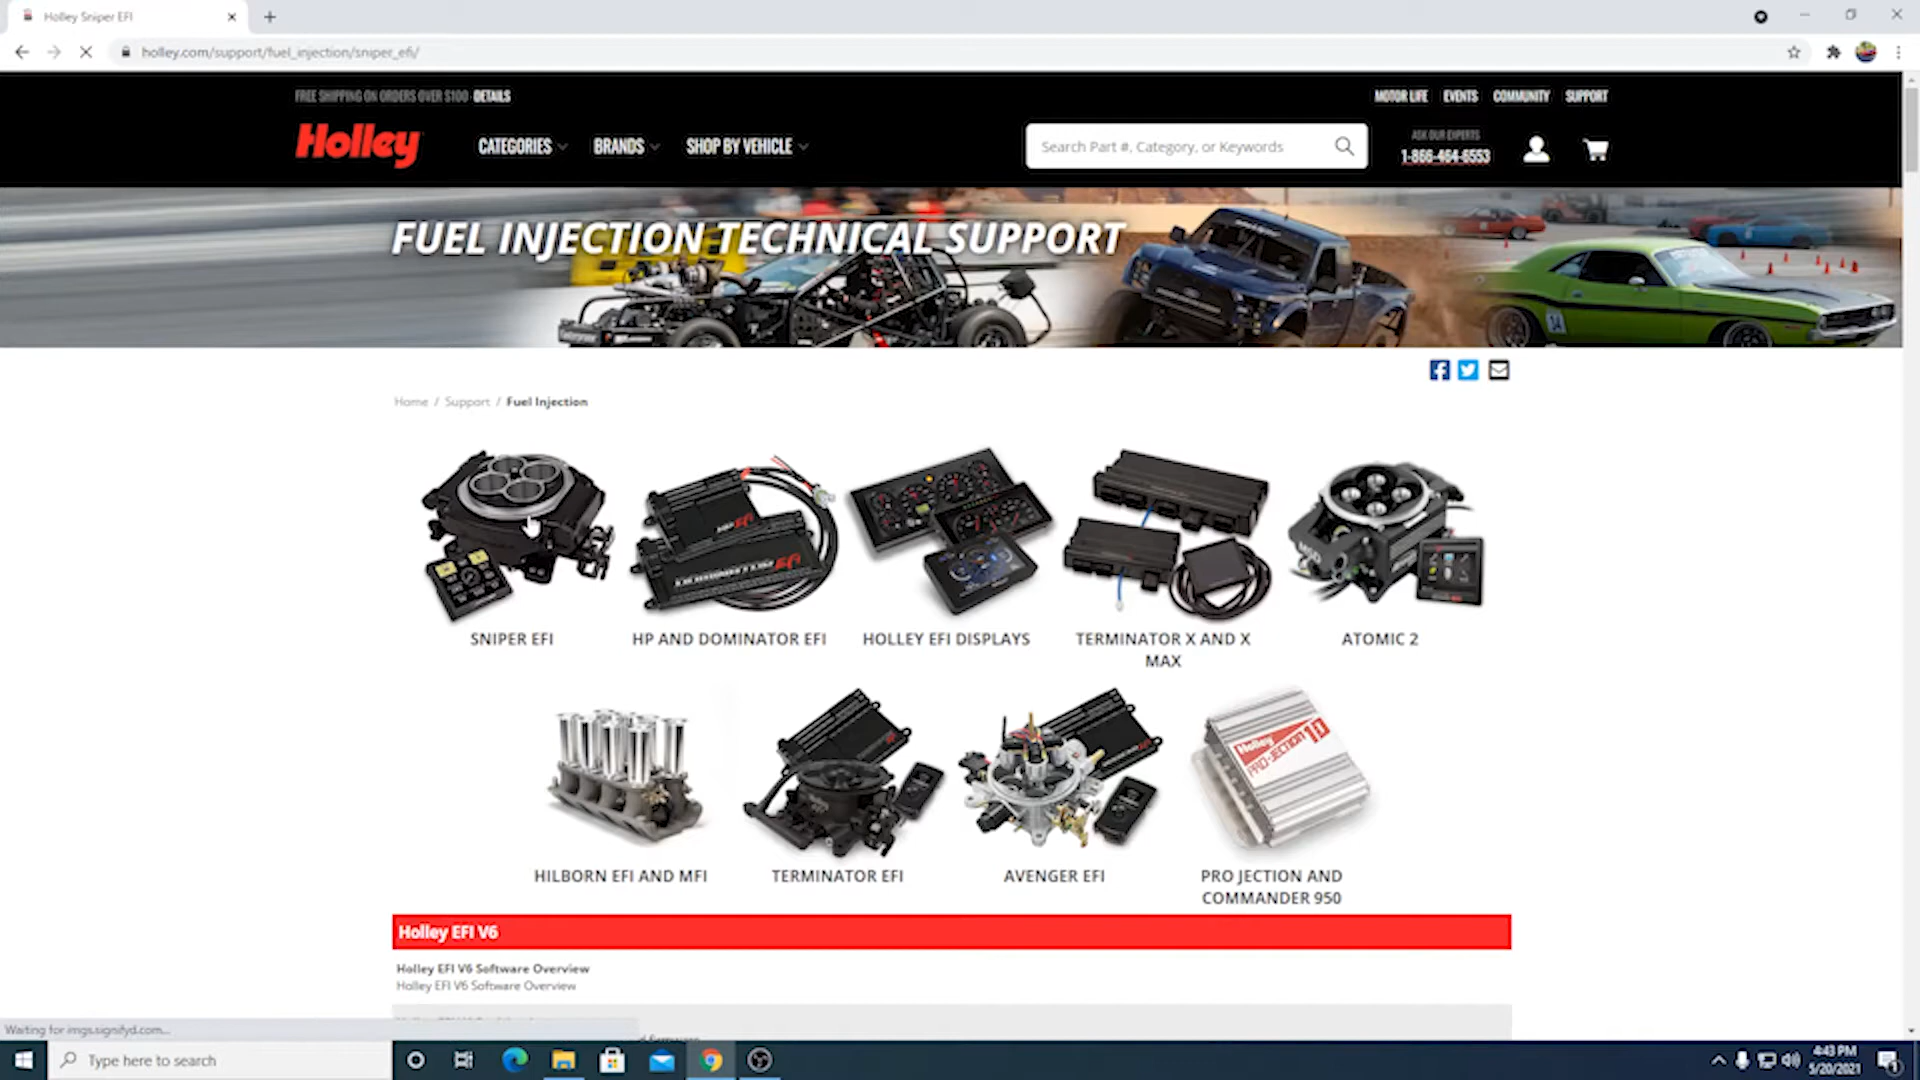 Holley Sniper EFI
holley.com/support/fuel_injection/sniper_efi/
FREE SHIPPING ON ORDERS OVER $100 DETAILS
MOTOR LIFE EVENTS COMMUNITY SUPPORT
Holley
CATEGORIES BRANDS SHOP BY VEHICLE
Search Part #, Category, or Keywords
ASK OUR EXPERTS
1-866-464-6553
FUEL INJECTION TECHNICAL SUPPORT
14
Home / Support / Fuel Injection
SNIPER EFI
HP AND DOMINATOR EFI
HOLLEY EFI DISPLAYS
TERMINATOR X AND X
MAX
ATOMIC 2
Holley
PRO-JECTION
HILBORN EFI AND MFI
TERMINATOR EFI
AVENGER EFI
PRO JECTION AND
COMMANDER 950
Holley EFI V6
Holley EFI V6 Software Overview
Holley EFI V6 Software Overview
Waiting for imgs.signifyd.com...
Type here to search
4:43 PM
5/20/2021